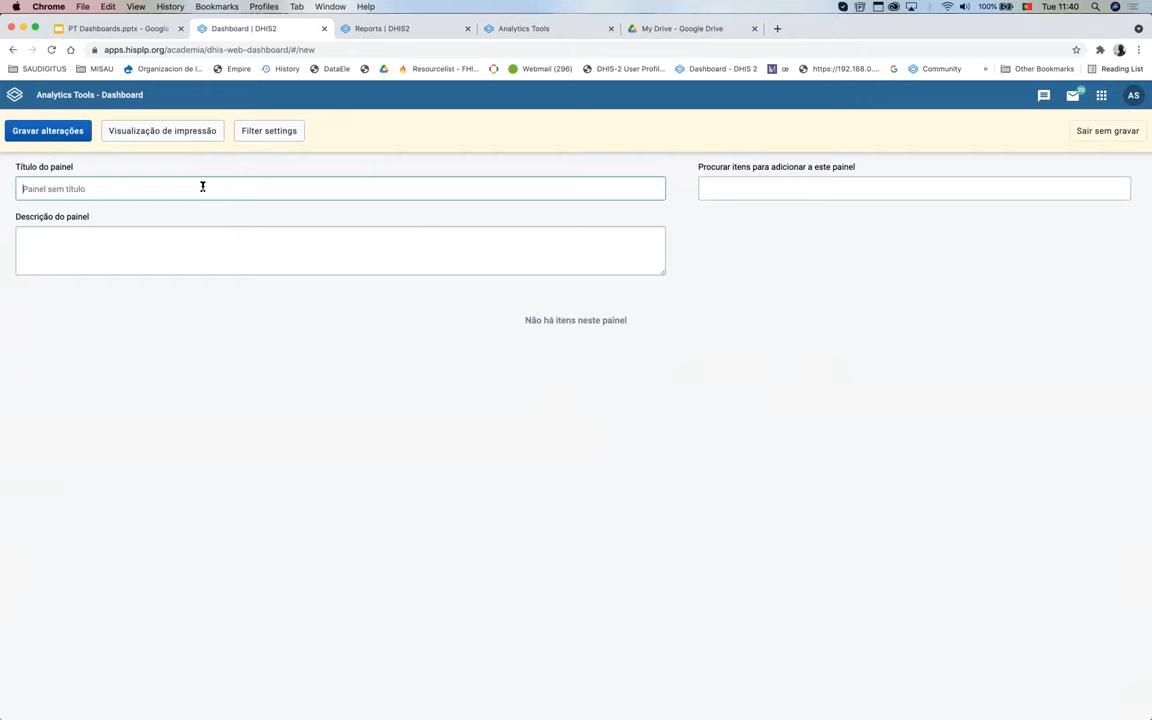 Chrome File Edit View History Bookmarks Profiles Tab Window Help 100% Tue 11:40
PT Dashboards.pptx - Google Dashboard | DHIS2 Reports | DHIS2 Analytics Tools My Drive - Google Drive
apps.hisplp.org/academia/dhis-web-dashboard/#/new
SAUDIGITUS MISAU Organizacion de I... Empire History DataEle Resourcelist - FHI... Webmail (296) DHIS-2 User Profil... Dashboard - DHIS 2 œ https://192.168.0.... Community » Other Bookmarks Reading List
Analytics Tools - Dashboard AS
Gravar alterações Visualização de impressão Filter settings Sair sem gravar
Título do painel Procurar itens para adicionar a este painel
Painel sem título
Descrição do painel
Não há itens neste painel